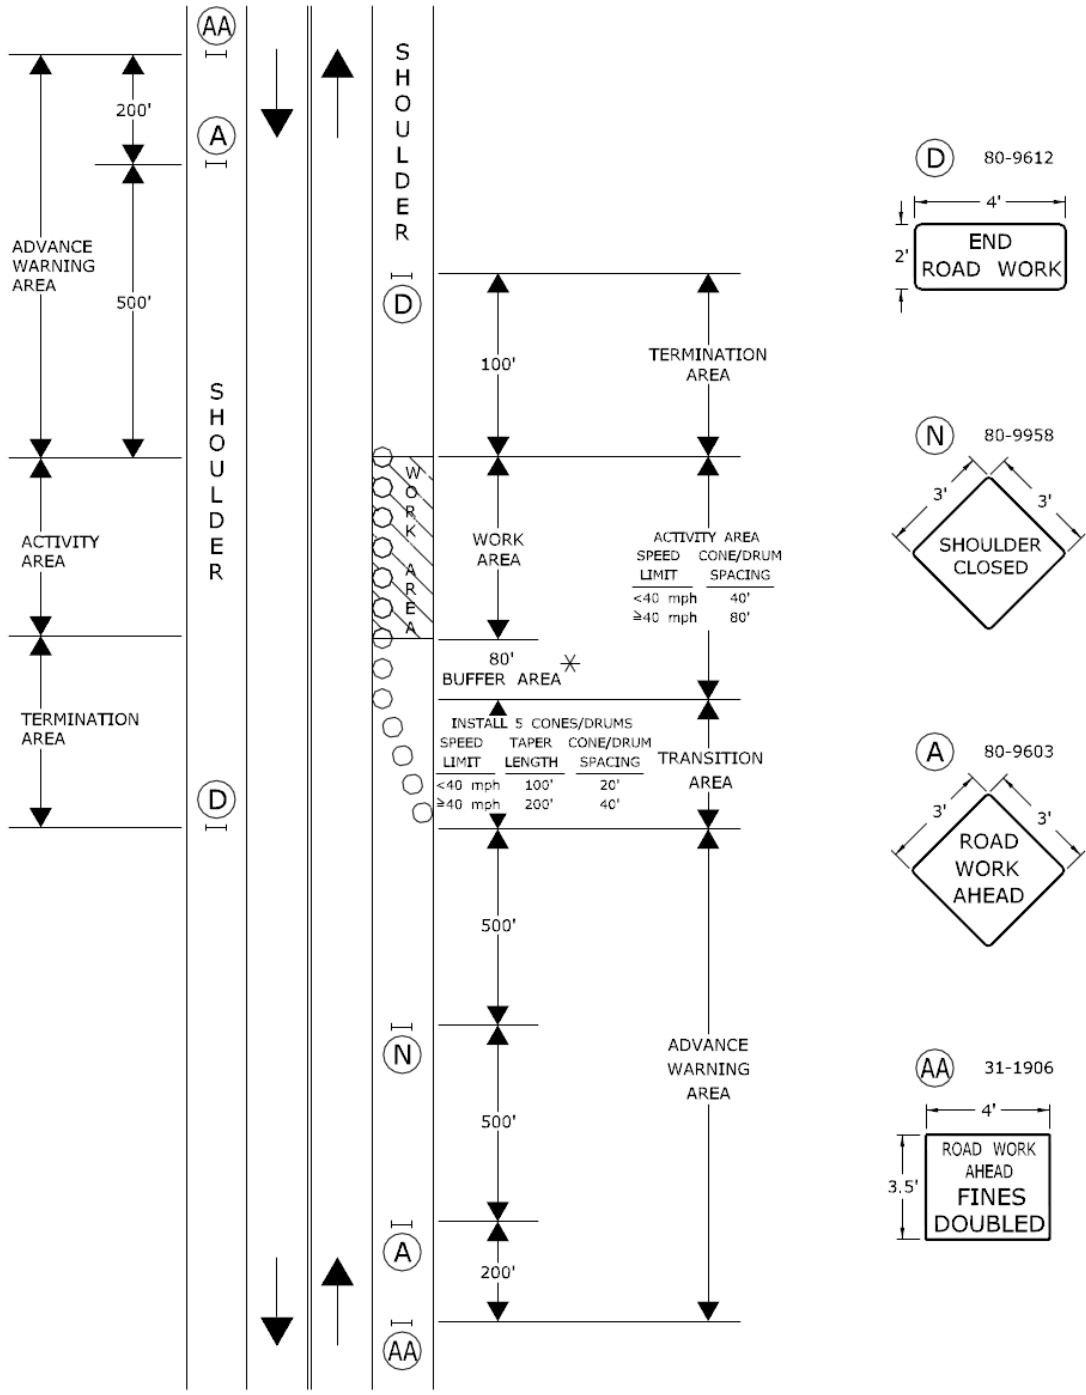 AA
200'
A
ADVANCE
WARNING
AREA
500'
SHOULDER
ACTIVITY
AREA
TERMINATION
AREA
D
SHOULDER
D
100'
TERMINATION
AREA
WORK AREA
WORK
AREA
ACTIVITY AREA
SPEED CONE/DRUM
LIMIT SPACING
<40 mph 40'
≧40 mph 80'
80'
BUFFER AREA *
INSTALL 5 CONES/DRUMS
SPEED TAPER CONE/DRUM
LIMIT LENGTH SPACING
<40 mph 100' 20'
≧40 mph 200' 40'
TRANSITION
AREA
500'
N
500'
ADVANCE
WARNING
AREA
A
200'
AA
D 80-9612
4'
2'
END
ROAD WORK
N 80-9958
3' 3'
SHOULDER
CLOSED
A 80-9603
3' 3'
ROAD
WORK
AHEAD
AA 31-1906
4'
3.5'
ROAD WORK
AHEAD
FINES
DOUBLED